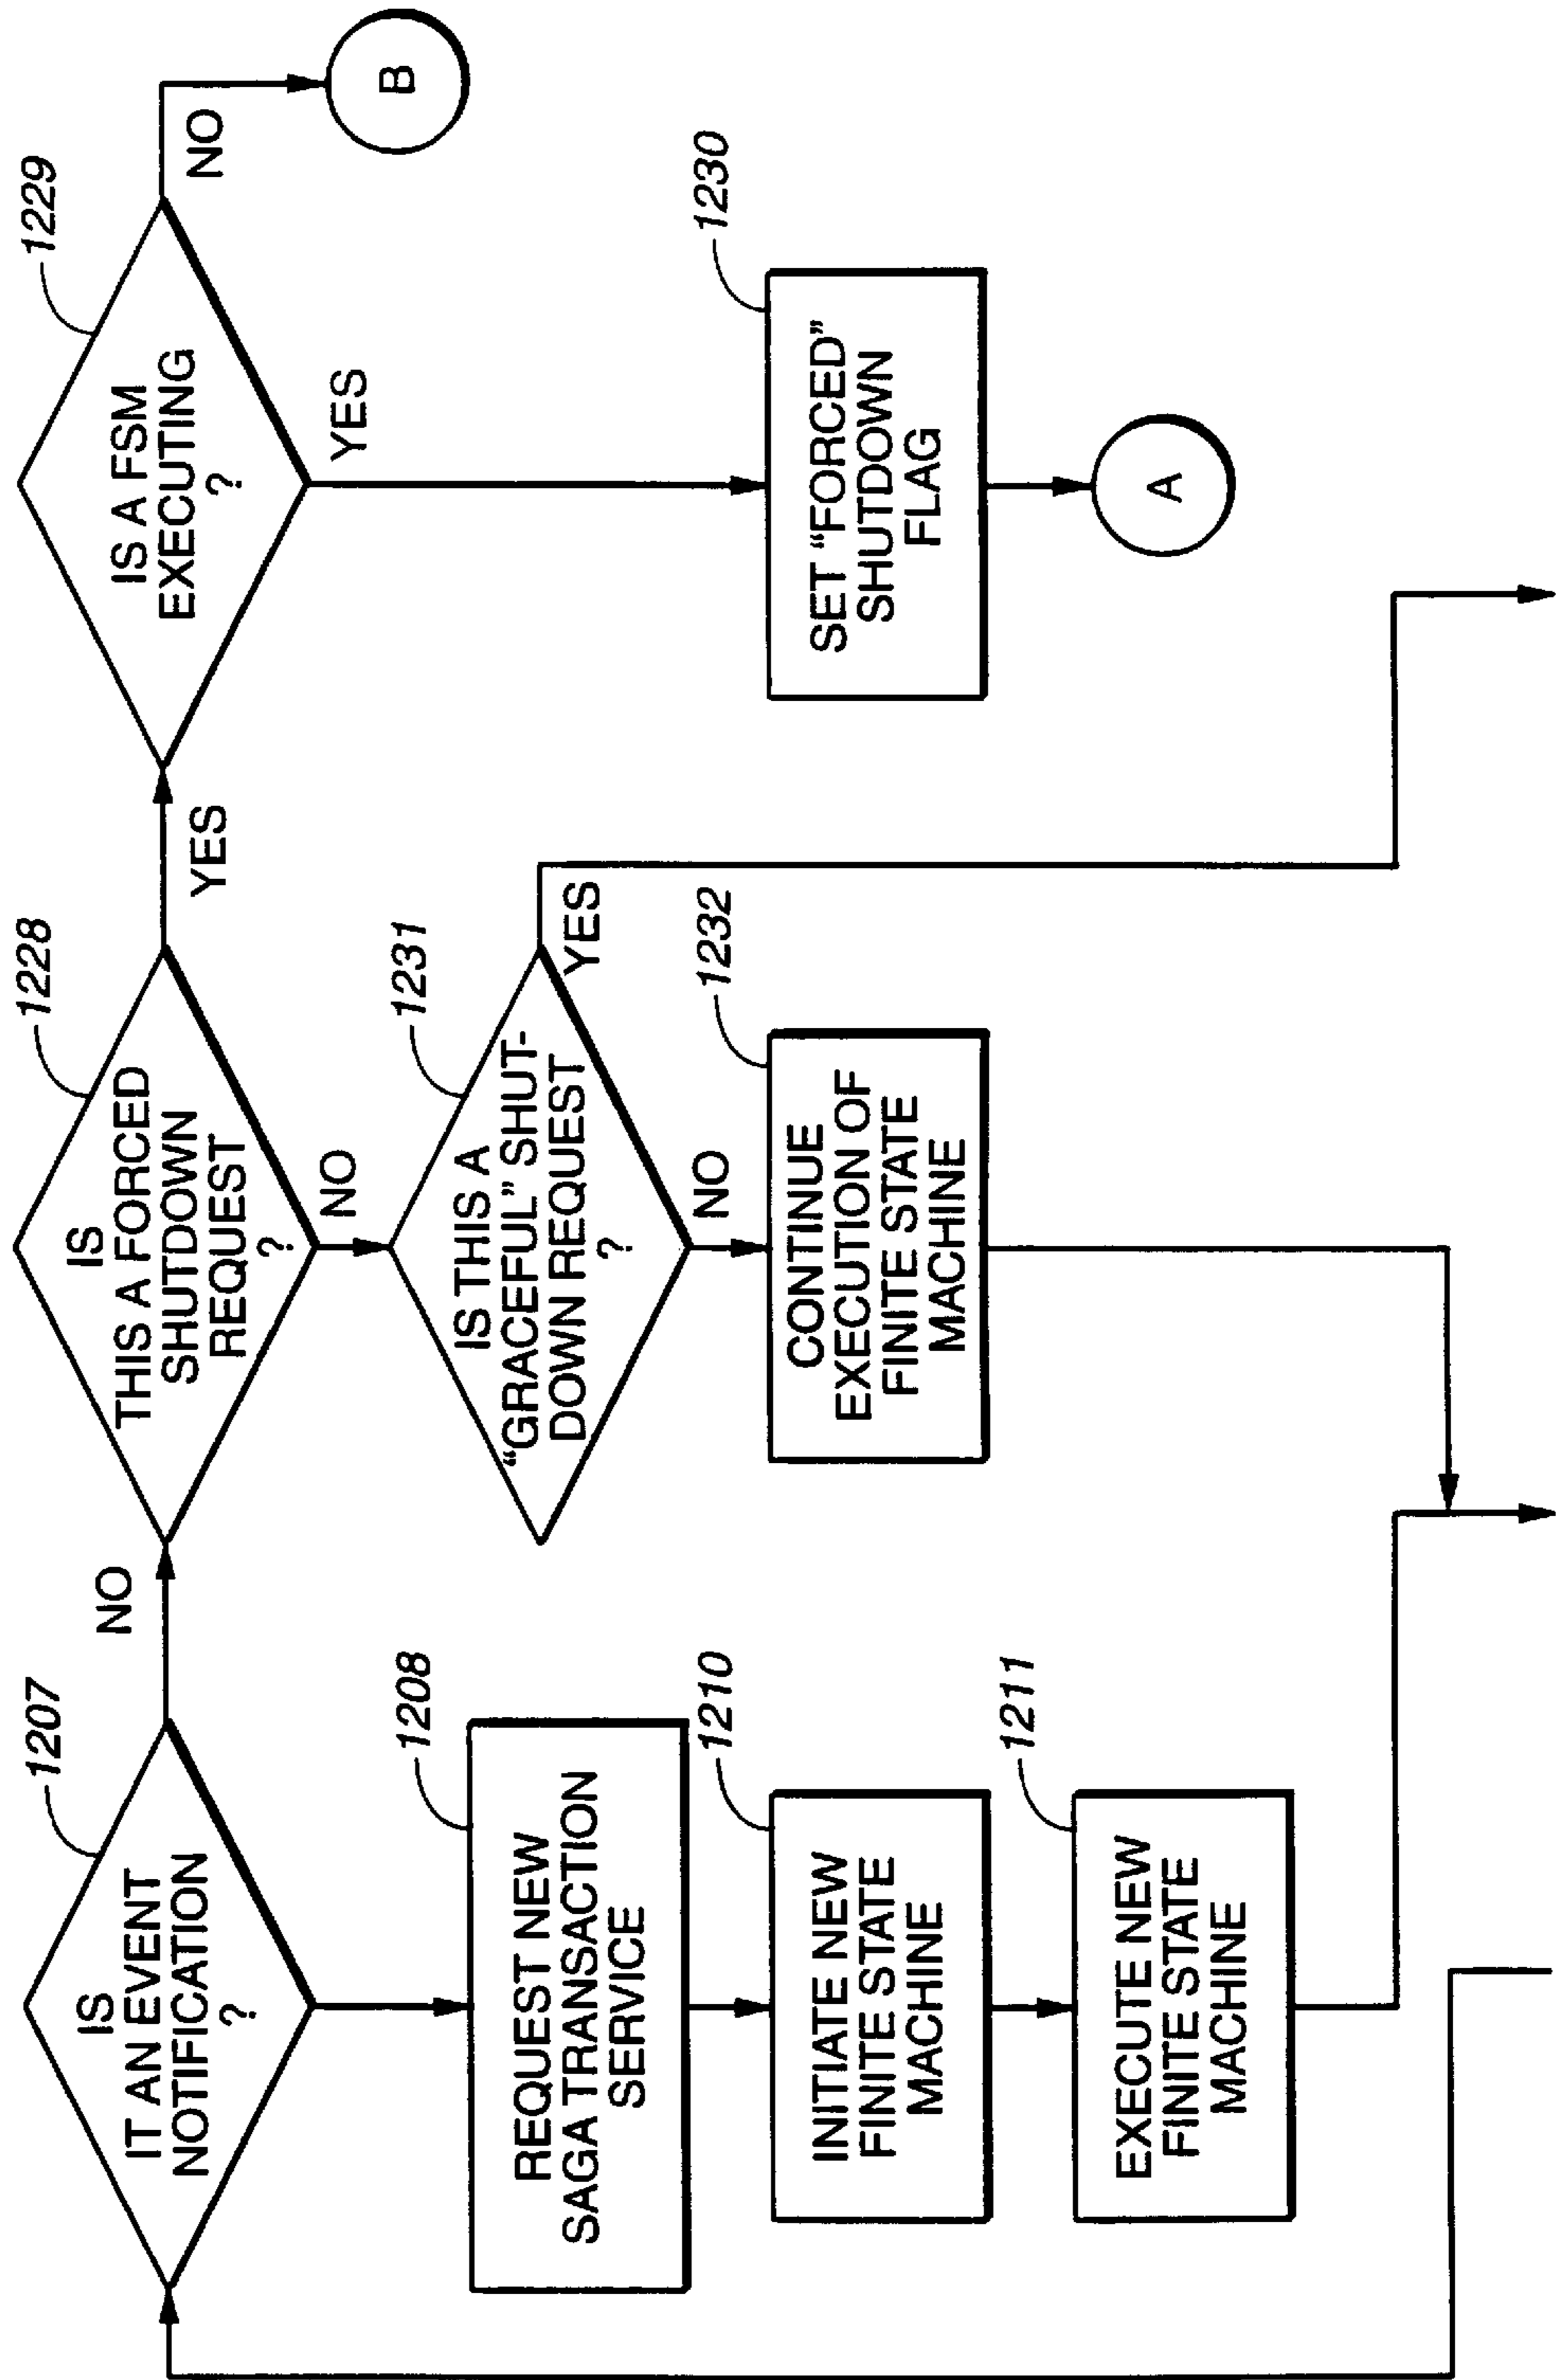 1207
IS
IT AN EVENT
NOTIFICATION
?
NO
1208
REQUEST NEW
SAGA TRANSACTION
SERVICE
1210
INITIATE NEW
FINITE STATE
MACHINE
1211
EXECUTE NEW
FINITE STATE
MACHINE
1228
IS
THIS A FORCED
SHUTDOWN
REQUEST
?
YES
NO
1231
IS THIS A
“GRACEFUL” SHUT-
DOWN REQUEST
?
YES
NO
1232
CONTINUE
EXECUTION OF
FINITE STATE
MACHINE
1229
IS A FSM
EXECUTING
?
NO
B
YES
1230
SET “FORCED”
SHUTDOWN
FLAG
A